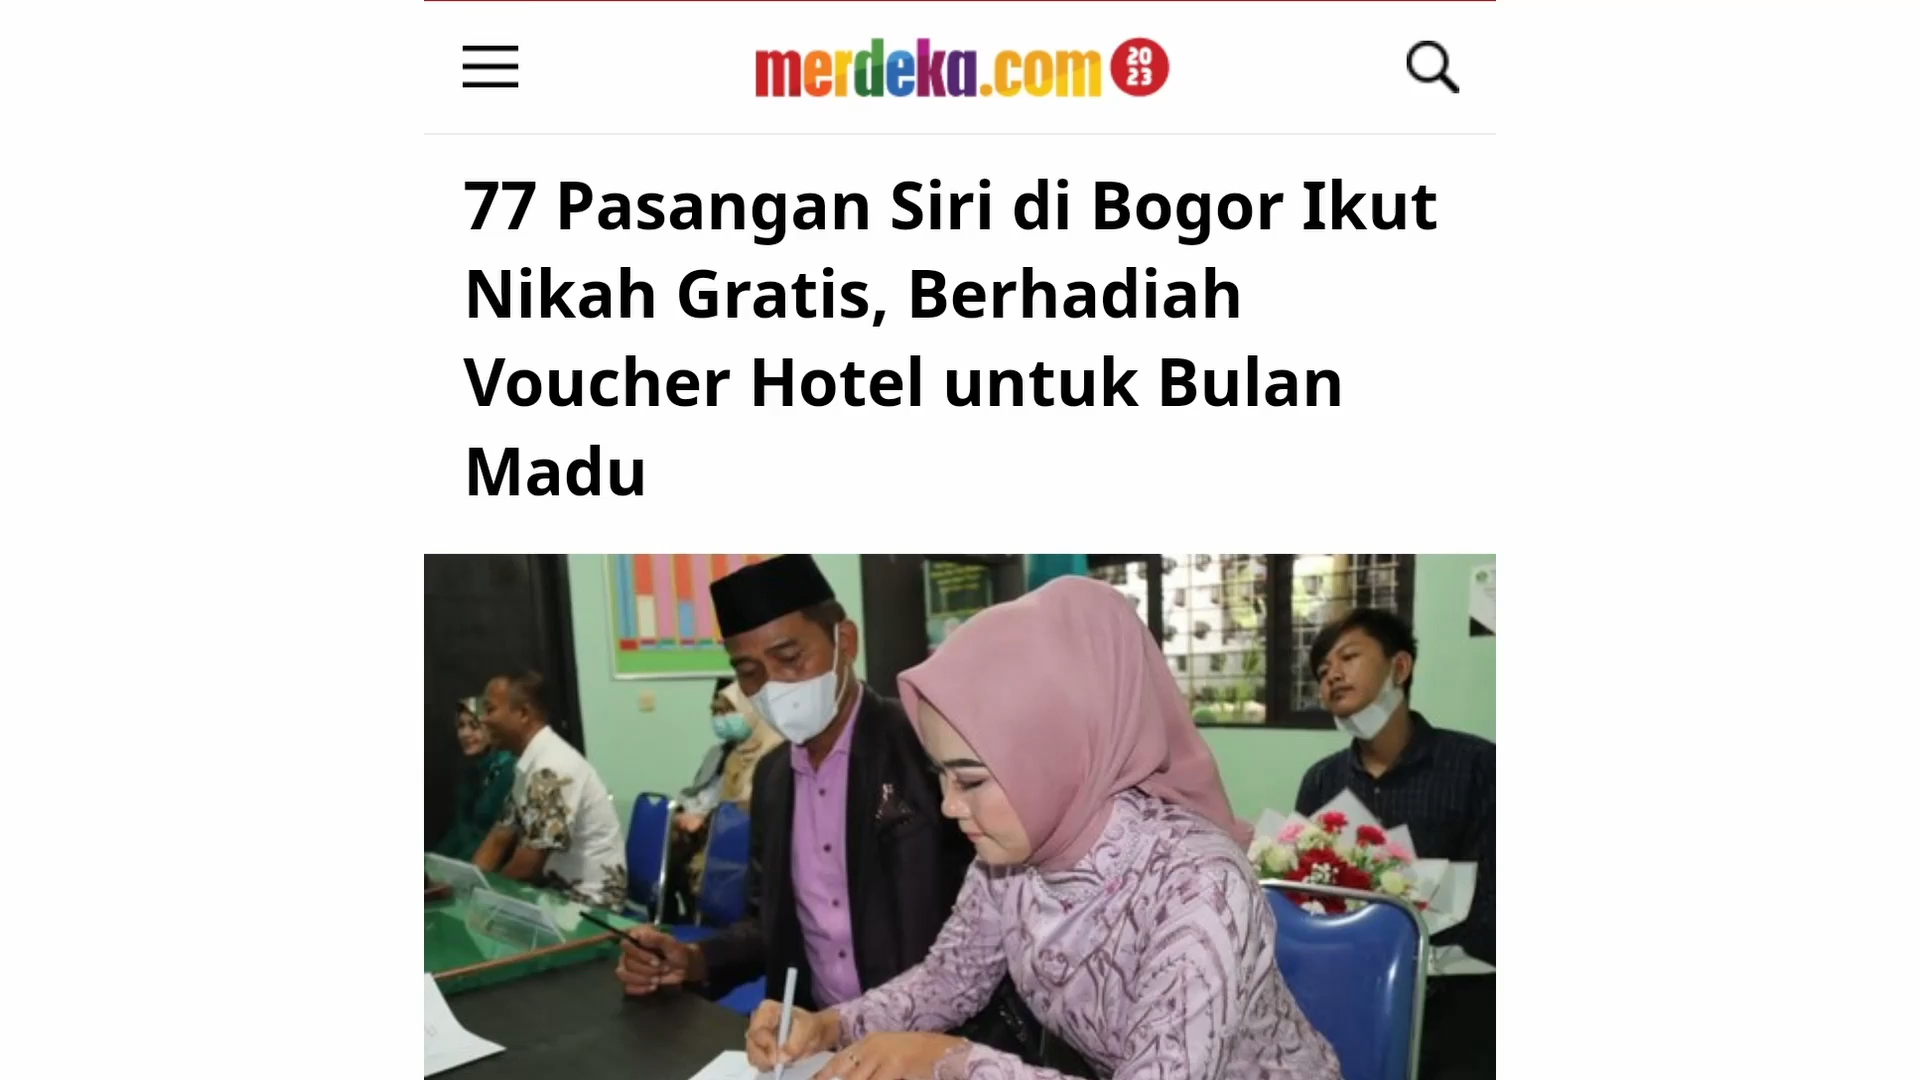 merdeka.com 20
23
77 Pasangan Siri di Bogor Ikut
Nikah Gratis, Berhadiah
Voucher Hotel untuk Bulan
Madu